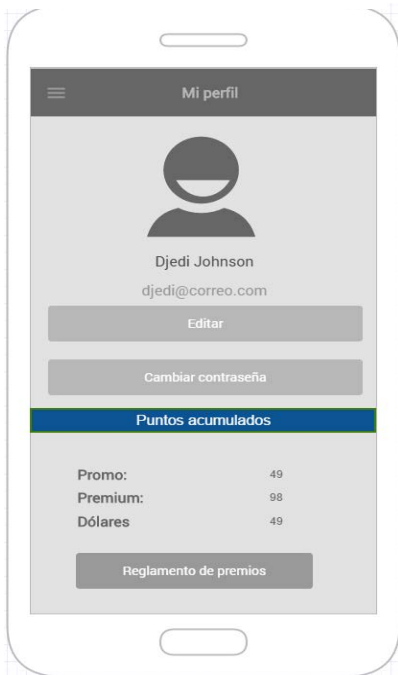 Mi perfil
Djedi Johnson
djedi@correo.com
Editar
Cambiar contraseña
Puntos acumulados
Promo: 49
Premium: 98
Dólares 49
Reglamento de premios